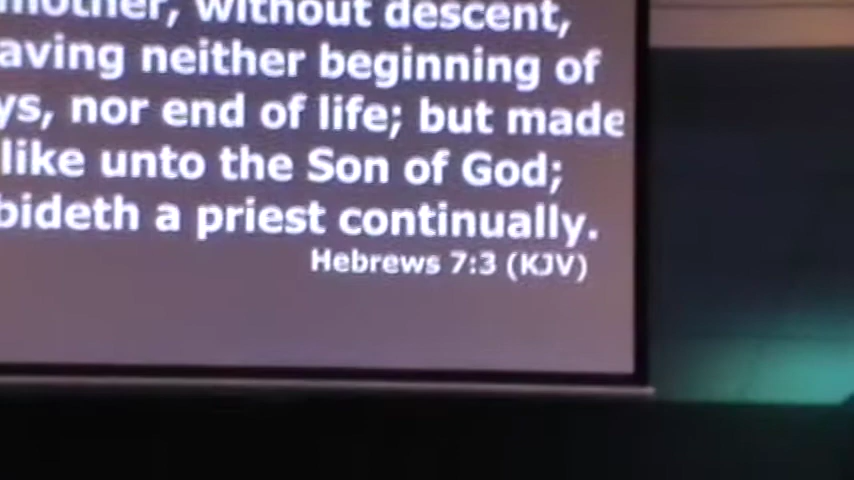 mother, without descent,
aving neither beginning of
ys, nor end of life; but made
like unto the Son of God;
bideth a priest continually.
Hebrews 7:3 (KJV)